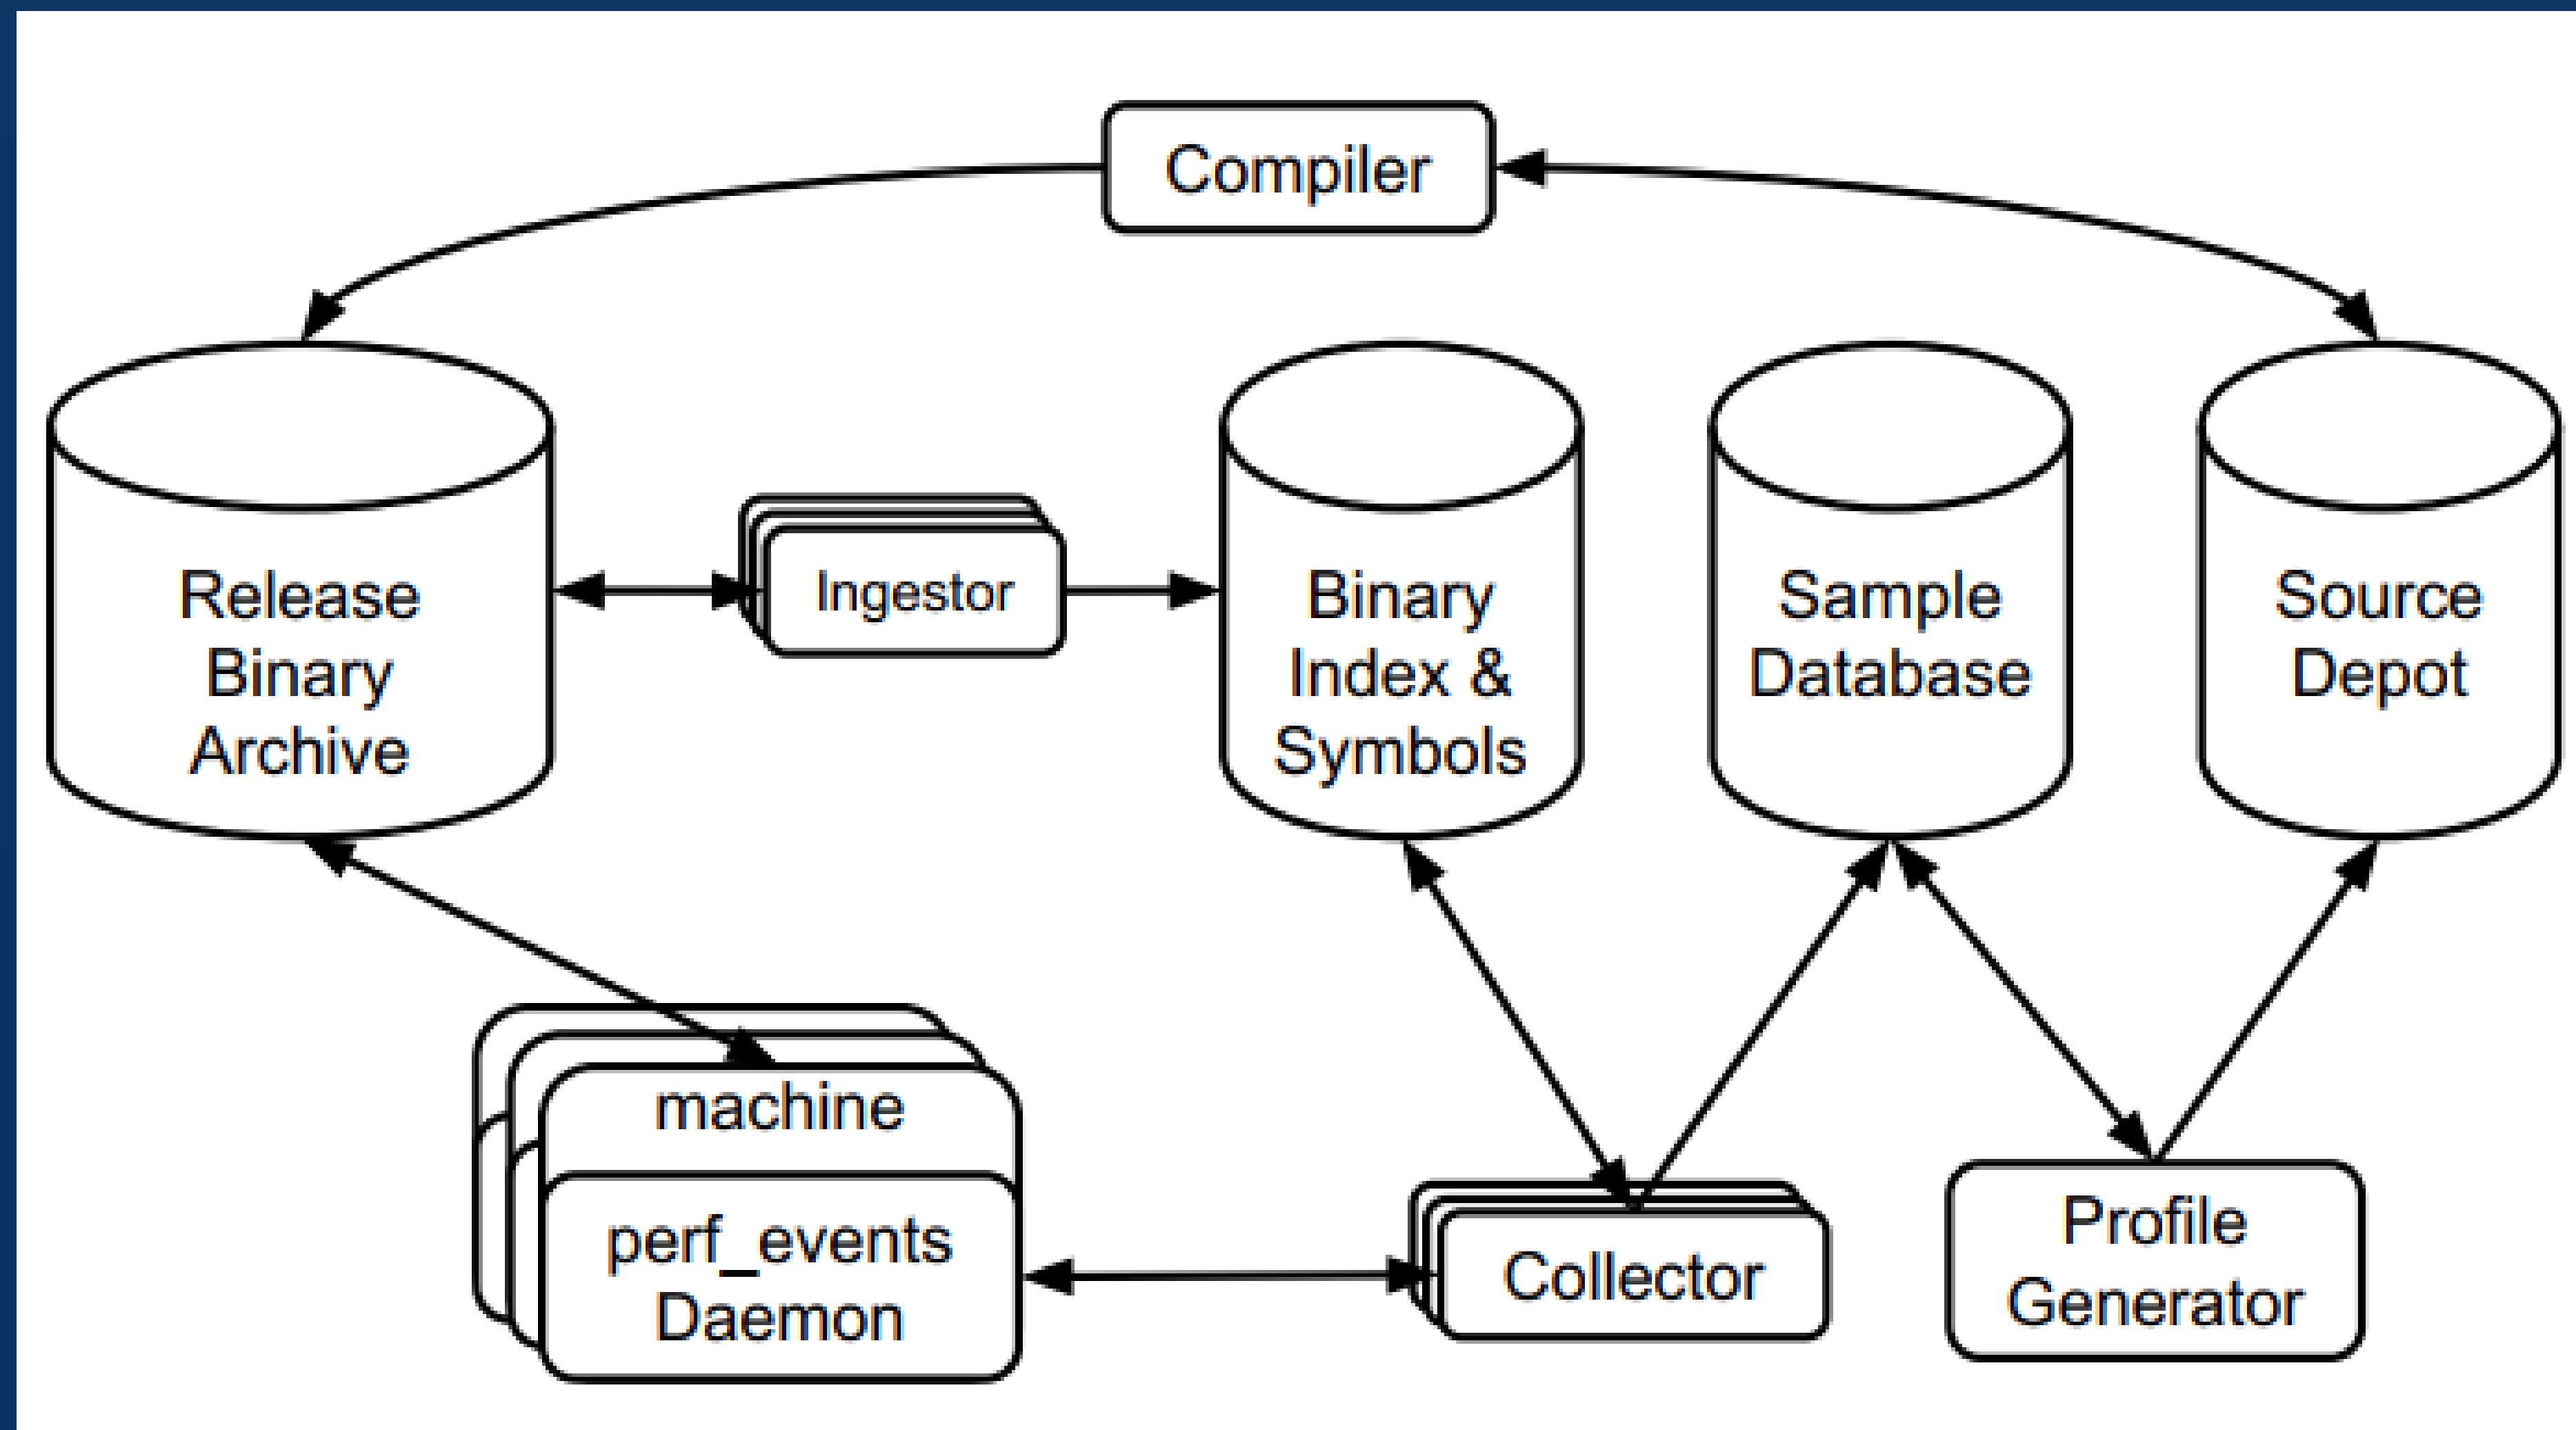 Compiler
Release
Binary
Archive
Ingestor
Binary
Index &
Symbols
Sample
Database
Source
Depot
machine
perf_events
Daemon
Collector
Profile
Generator